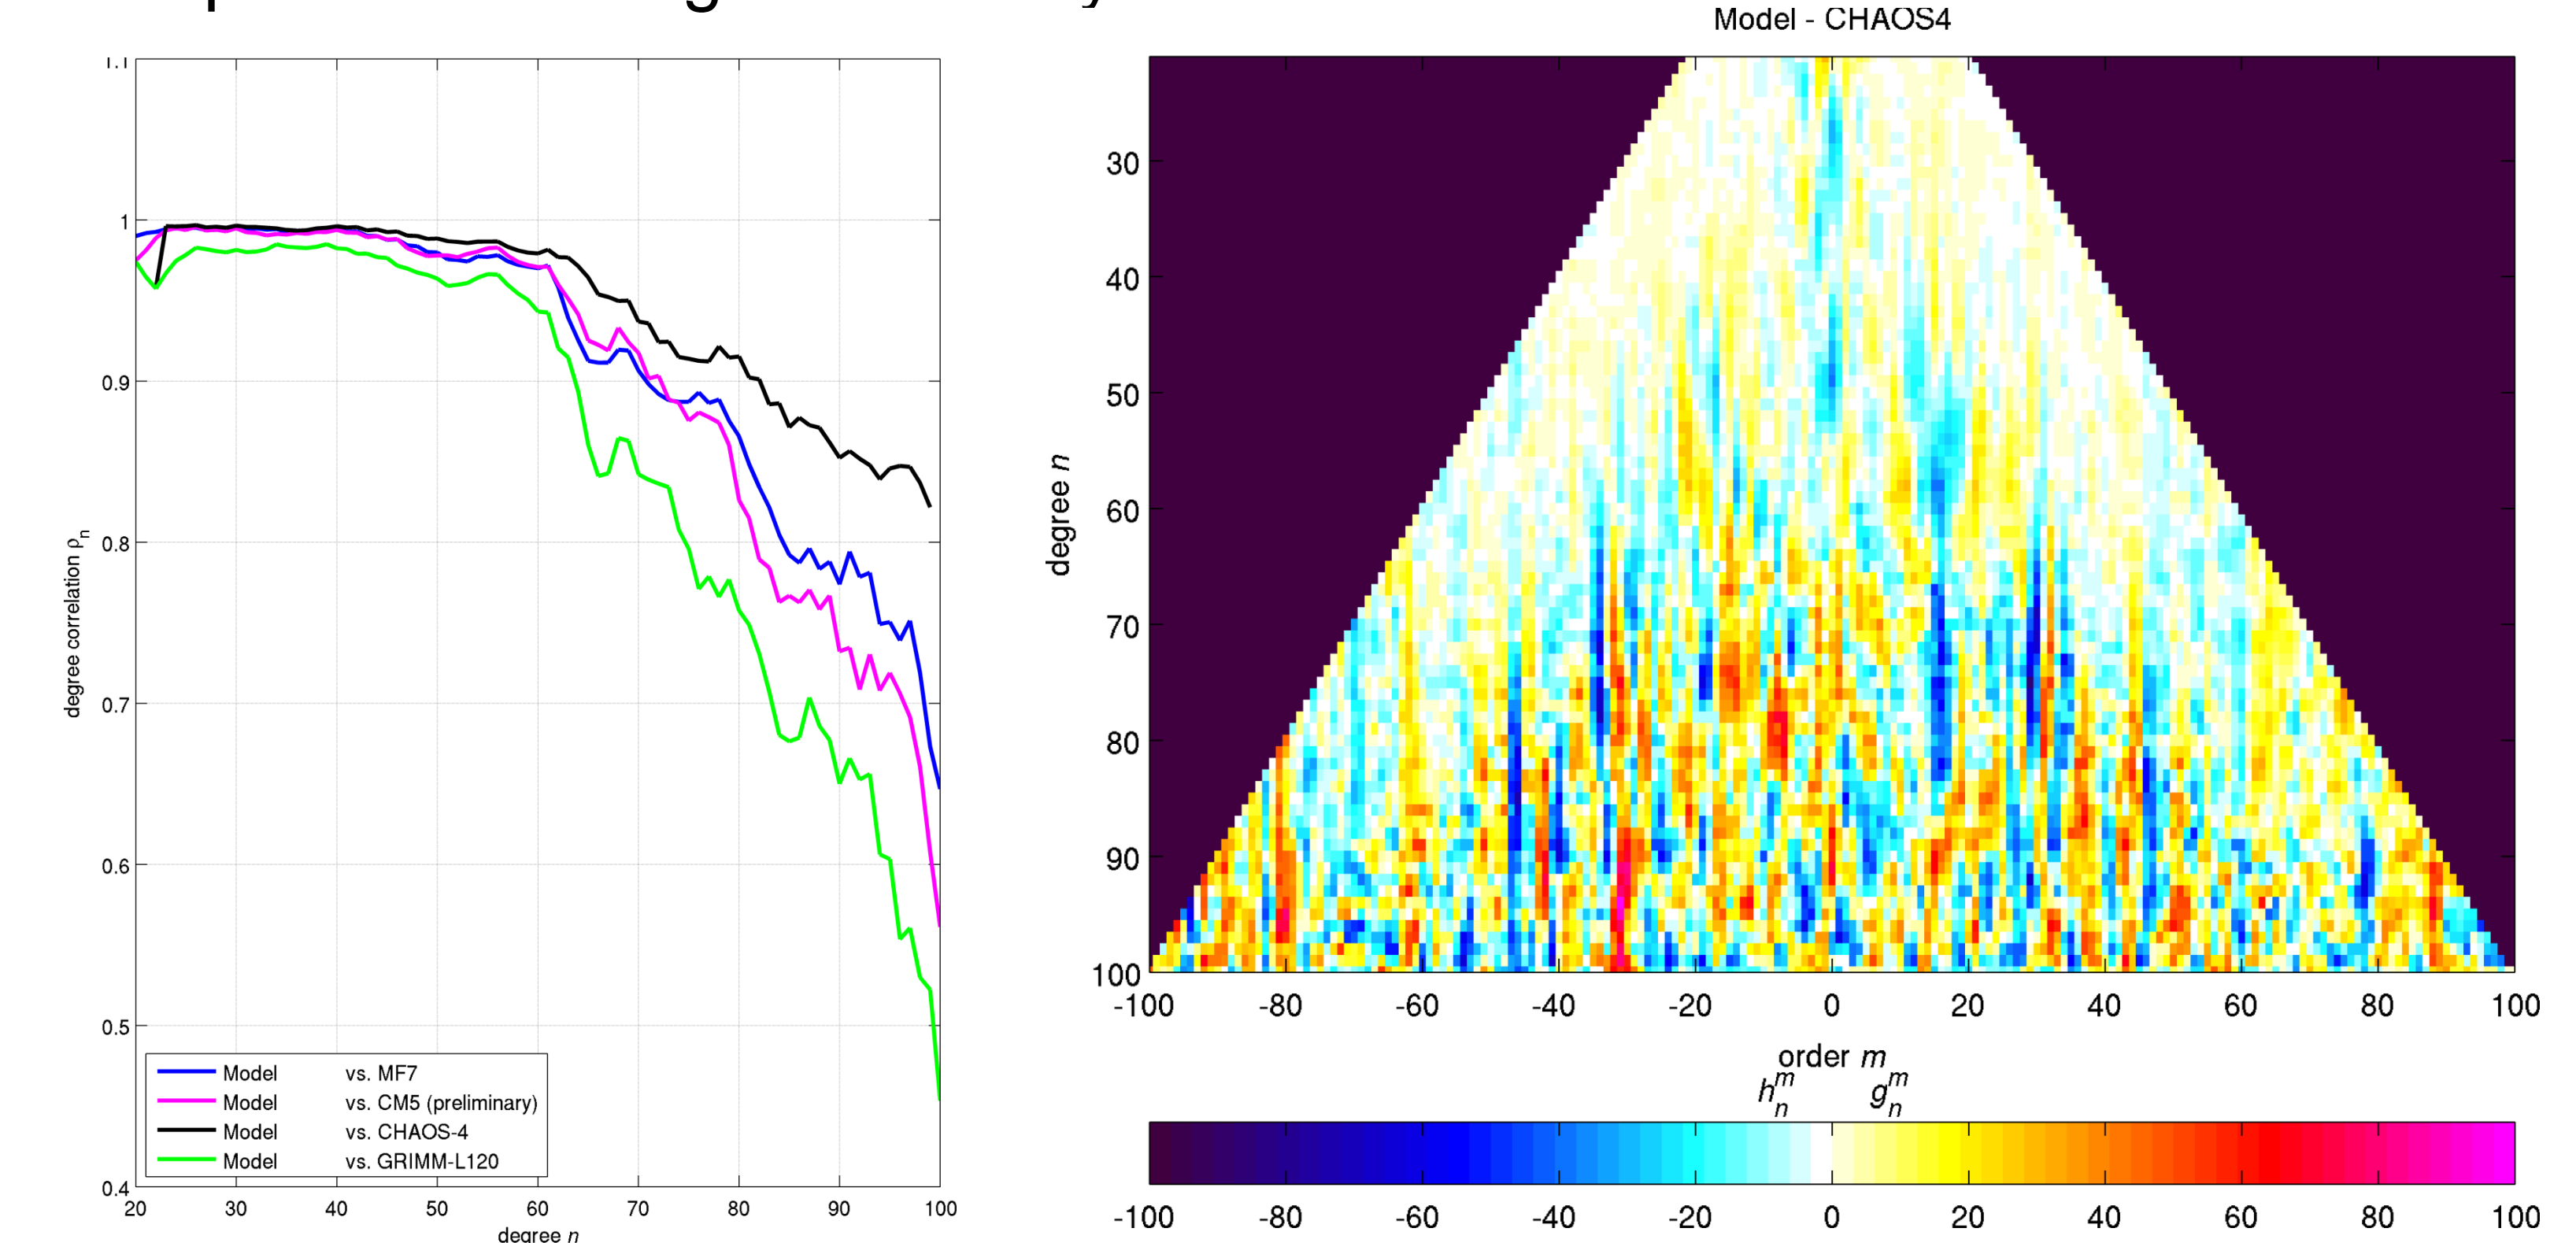 Model - CHAOS4
1.1
1
0.9
0.8
0.7
0.6
0.5
0.4
degree correlation ρn
20 30 40 50 60 70 80 90 100
degree n
Model vs. MF7
Model vs. CM5 (preliminary)
Model vs. CHAOS-4
Model vs. GRIMM-L120
degree n
30
40
50
60
70
80
90
100
-100 -80 -60 -40 -20 0 20 40 60 80 100
order m
h_n^m g_n^m
-100 -80 -60 -40 -20 0 20 40 60 80 100